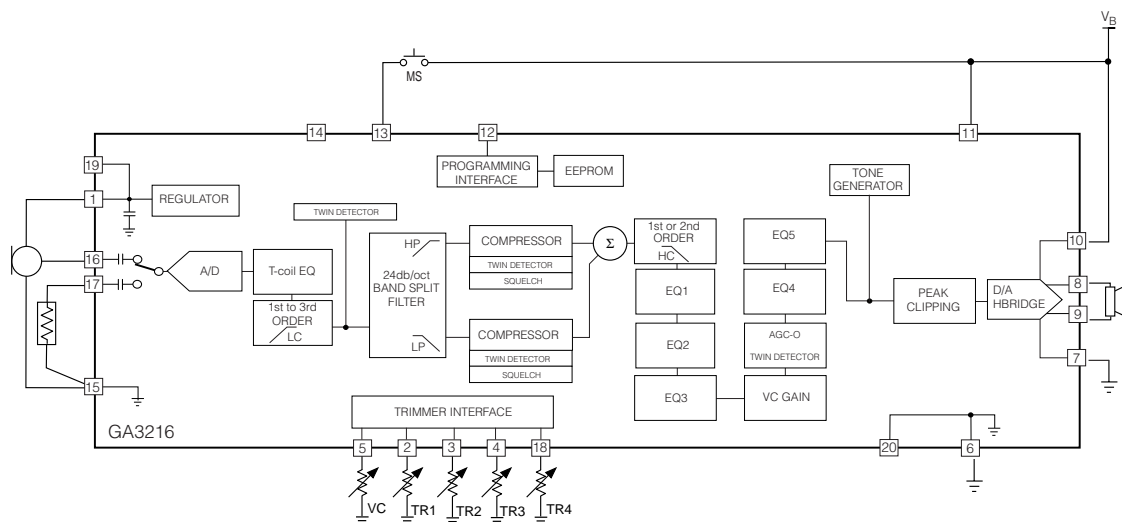 VB
MS
14
13
12
11
19
PROGRAMMING
INTERFACE
EEPROM
TONE
GENERATOR
1
REGULATOR
TWIN DETECTOR
1st or 2nd
ORDER
HC
EQ5
10
16
A/D
T-coil EQ
HP
24db/oct
BAND SPLIT
FILTER
LP
COMPRESSOR
TWIN DETECTOR
SQUELCH
Σ
17
1st to 3rd
ORDER
LC
EQ1
EQ4
PEAK
CLIPPING
D/A
HBRIDGE
8
9
COMPRESSOR
TWIN DETECTOR
SQUELCH
EQ2
AGC-O
TWIN DETECTOR
7
15
EQ3
VC GAIN
TRIMMER INTERFACE
GA3216
5
2
3
4
18
20
6
VC
TR1
TR2
TR3
TR4